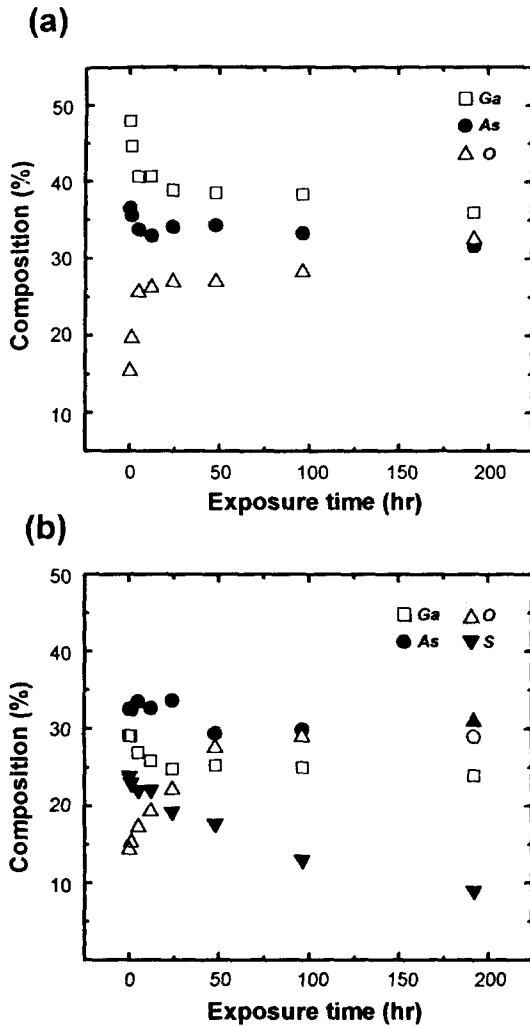 (a)
Composition (%)
50
40
30
20
10
Ga
As
O
0 50 100 150 200
Exposure time (hr)
(b)
Composition (%)
50
40
30
20
10
Ga O
As S
0 50 100 150 200
Exposure time (hr)